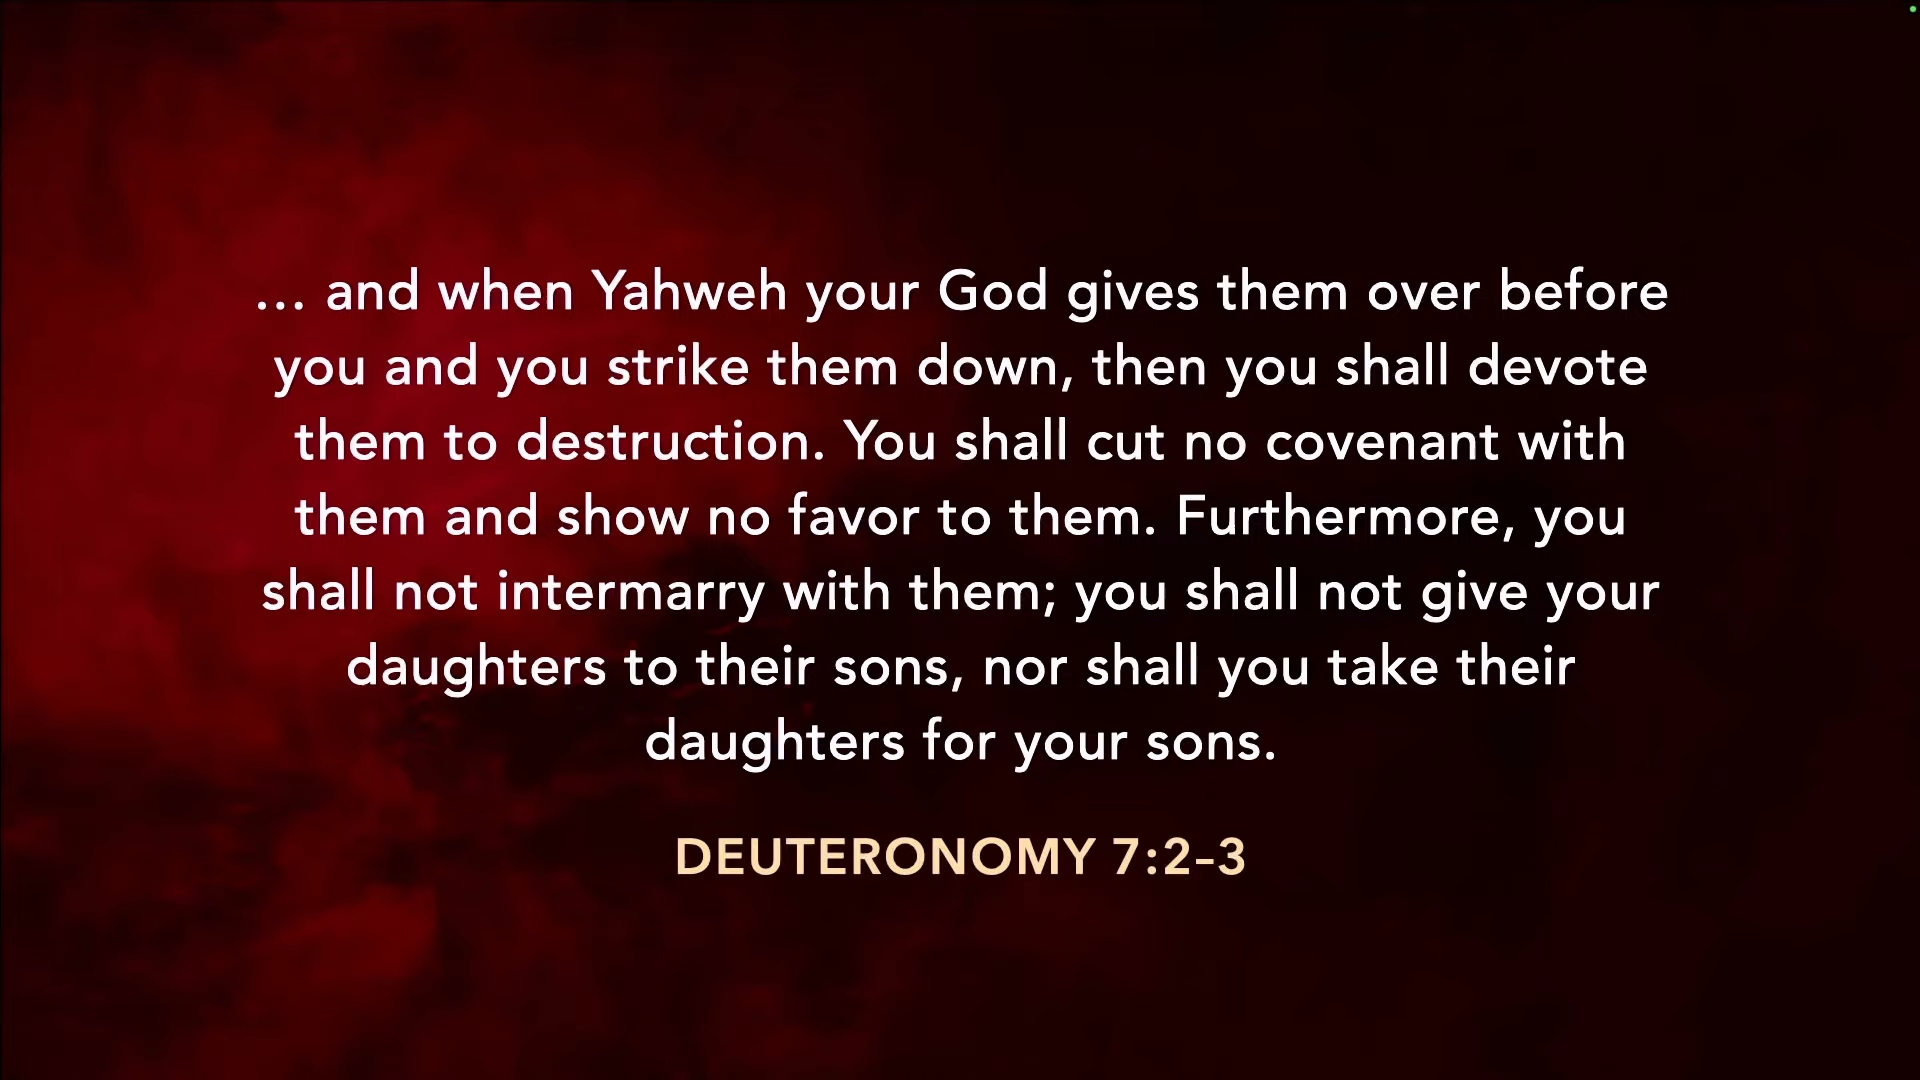 … and when Yahweh your God gives them over before
you and you strike them down, then you shall devote
them to destruction. You shall cut no covenant with
them and show no favor to them. Furthermore, you
shall not intermarry with them; you shall not give your
daughters to their sons, nor shall you take their
daughters for your sons.
DEUTERONOMY 7:2–3